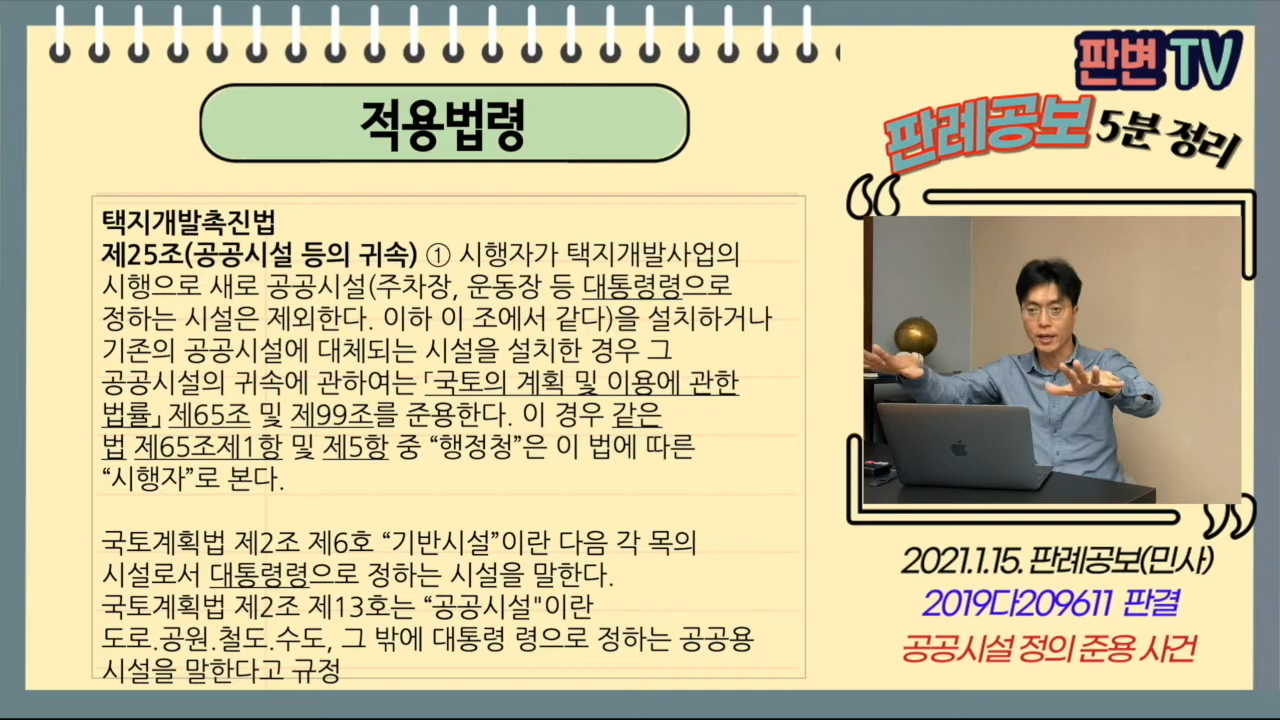 적용법령
택지개발촉진법
제25조(공공시설 등의 귀속) ① 시행자가 택지개발사업의
시행으로 새로 공공시설(주차장, 운동장 등 대통령령으로
정하는 시설은 제외한다. 이하 이 조에서 같다)을 설치하거나
기존의 공공시설에 대체되는 시설을 설치한 경우 그
공공시설의 귀속에 관하여는 「국토의 계획 및 이용에 관한
법률」 제65조 및 제99조를 준용한다. 이 경우 같은
법 제65조제1항 및 제5항 중 “행정청”은 이 법에 따른
“시행자”로 본다.
국토계획법 제2조 제6호 “기반시설”이란 다음 각 목의
시설로서 대통령령으로 정하는 시설을 말한다.
국토계획법 제2조 제13호는 “공공시설"이란
도로.공원.철도.수도, 그 밖에 대통령 령으로 정하는 공공용
시설을 말한다고 규정
판변 TV
판례공보 5분 정리
2021.1.15. 판례공보(민사)
2019다209611 판결
공공시설 정의 준용 사건